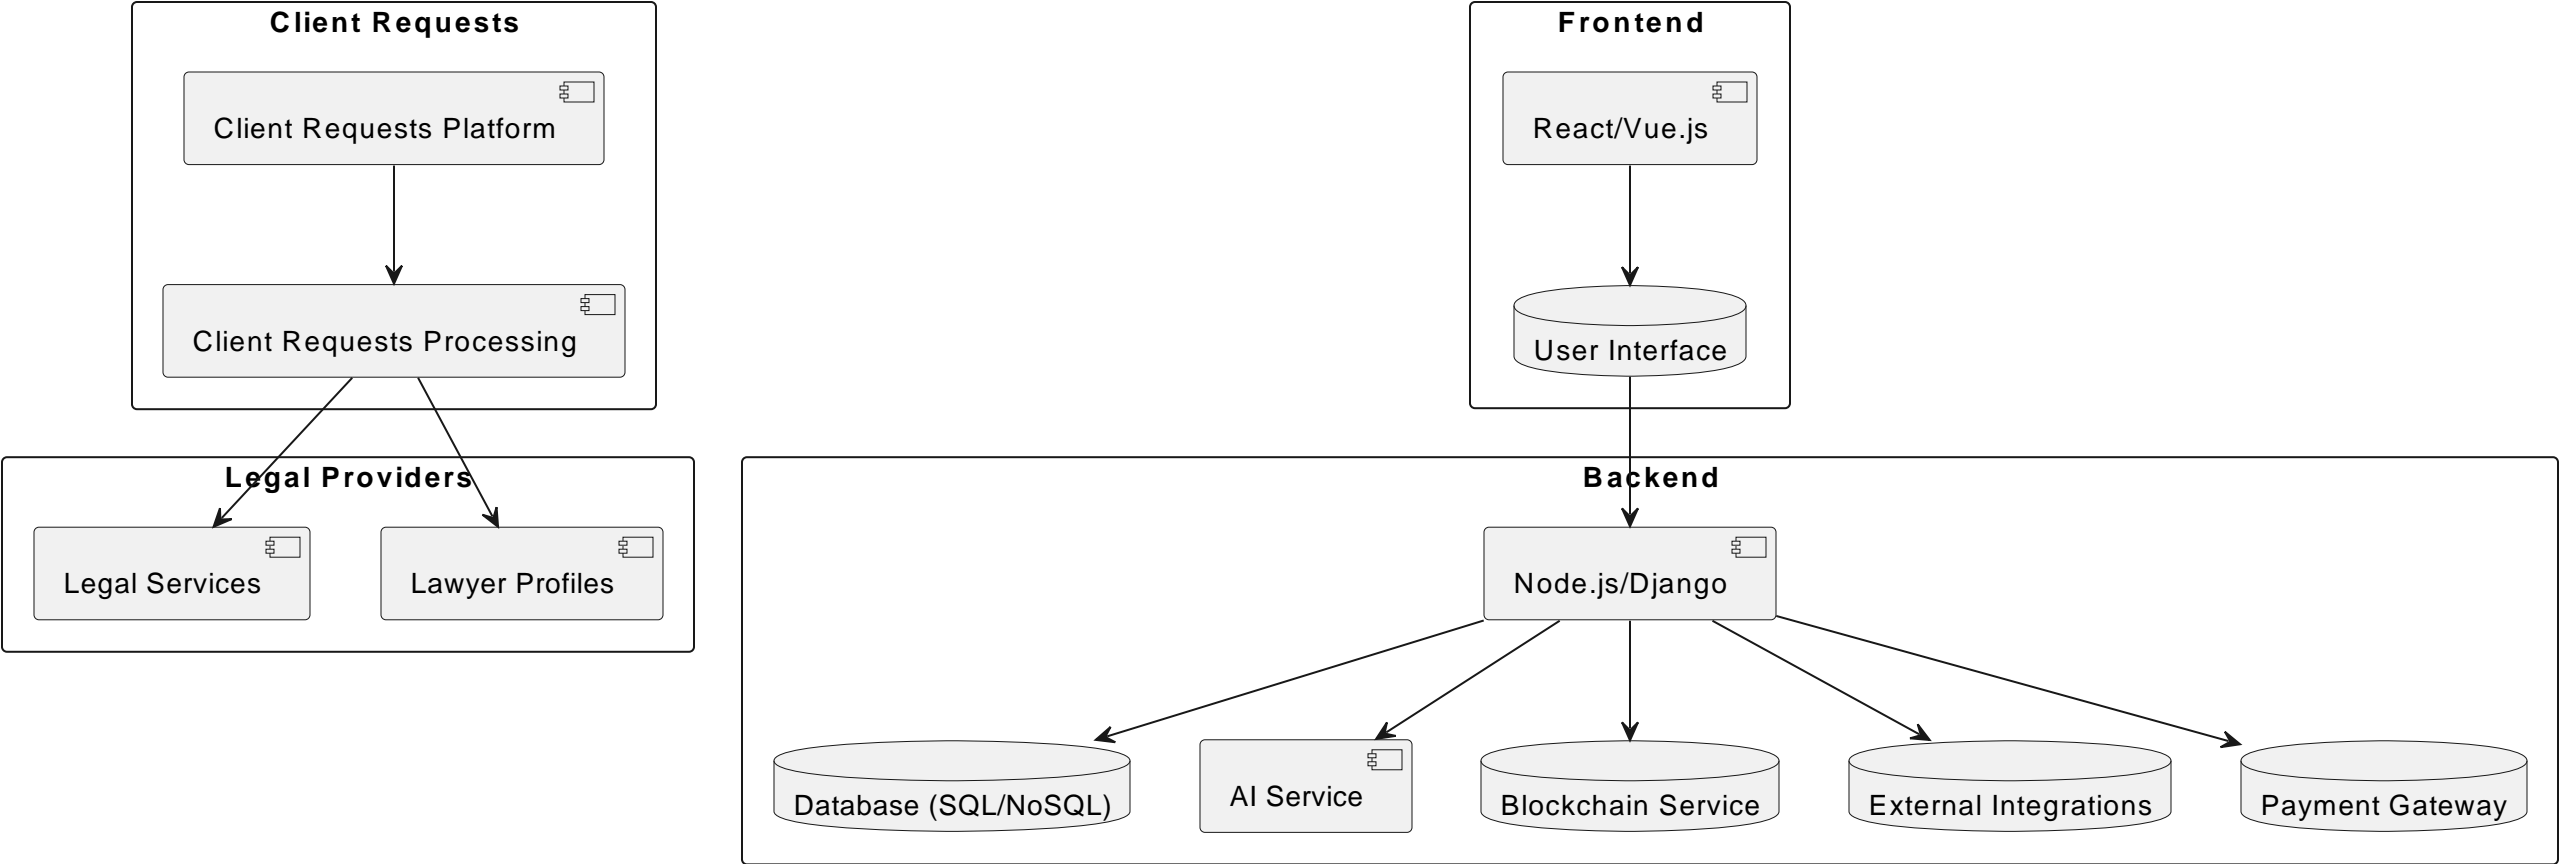 Client Requests
Client Requests Platform
Client Requests Processing
Legal Providers
Legal Services
Lawyer Profiles
Frontend
React/Vue.js
User Interface
Backend
Node.js/Django
Database (SQL/NoSQL)
AI Service
Blockchain Service
External Integrations
Payment Gateway